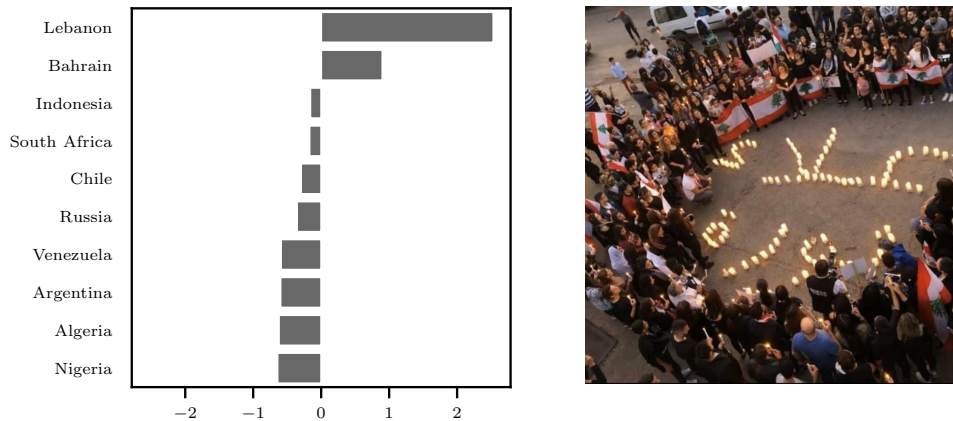 Lebanon
Bahrain
Indonesia
South Africa
Chile
Russia
Venezuela
Argentina
Algeria
Nigeria
−2 −1 0 1 2